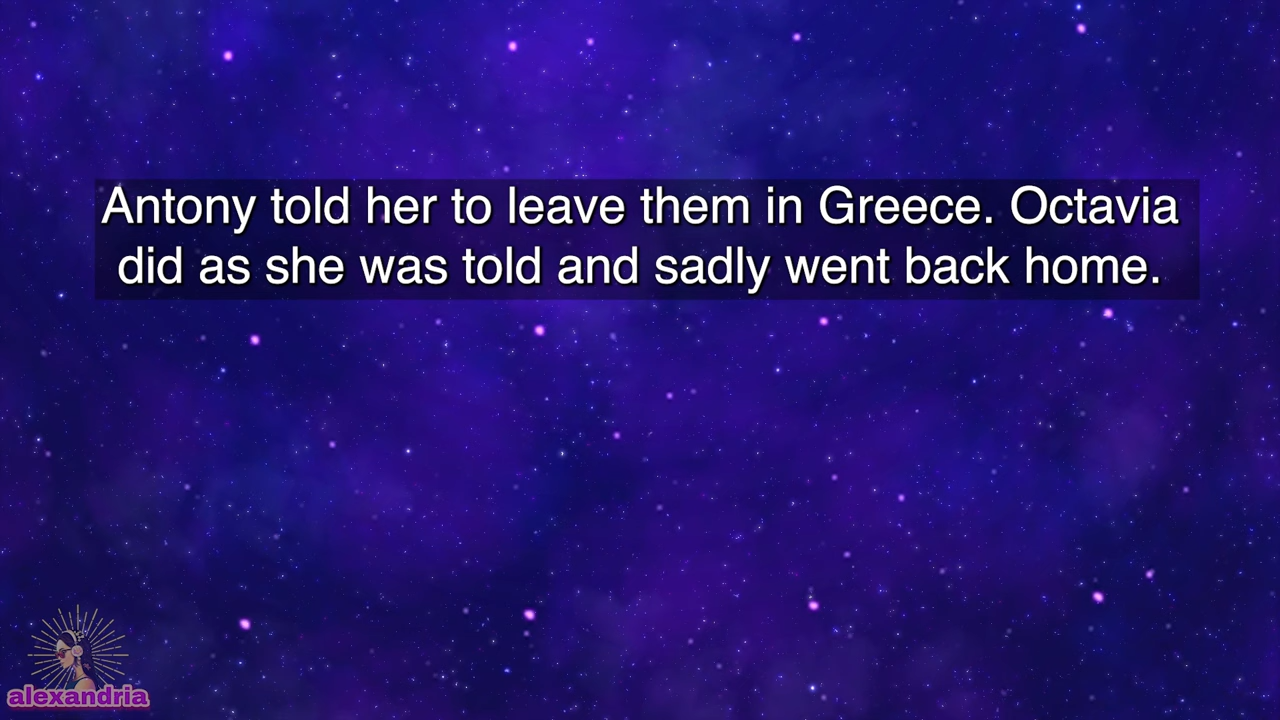 Antony told her to leave them in Greece. Octavia
did as she was told and sadly went back home.
alexandria